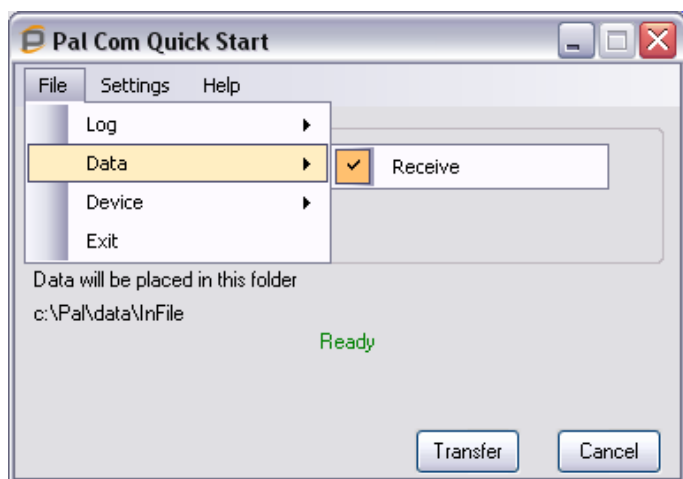 Pal Com Quick Start
File Settings Help
Log
Data
Receive
Device
Exit
Data will be placed in this folder
c:\Pal\data\InFile
Ready
Transfer Cancel